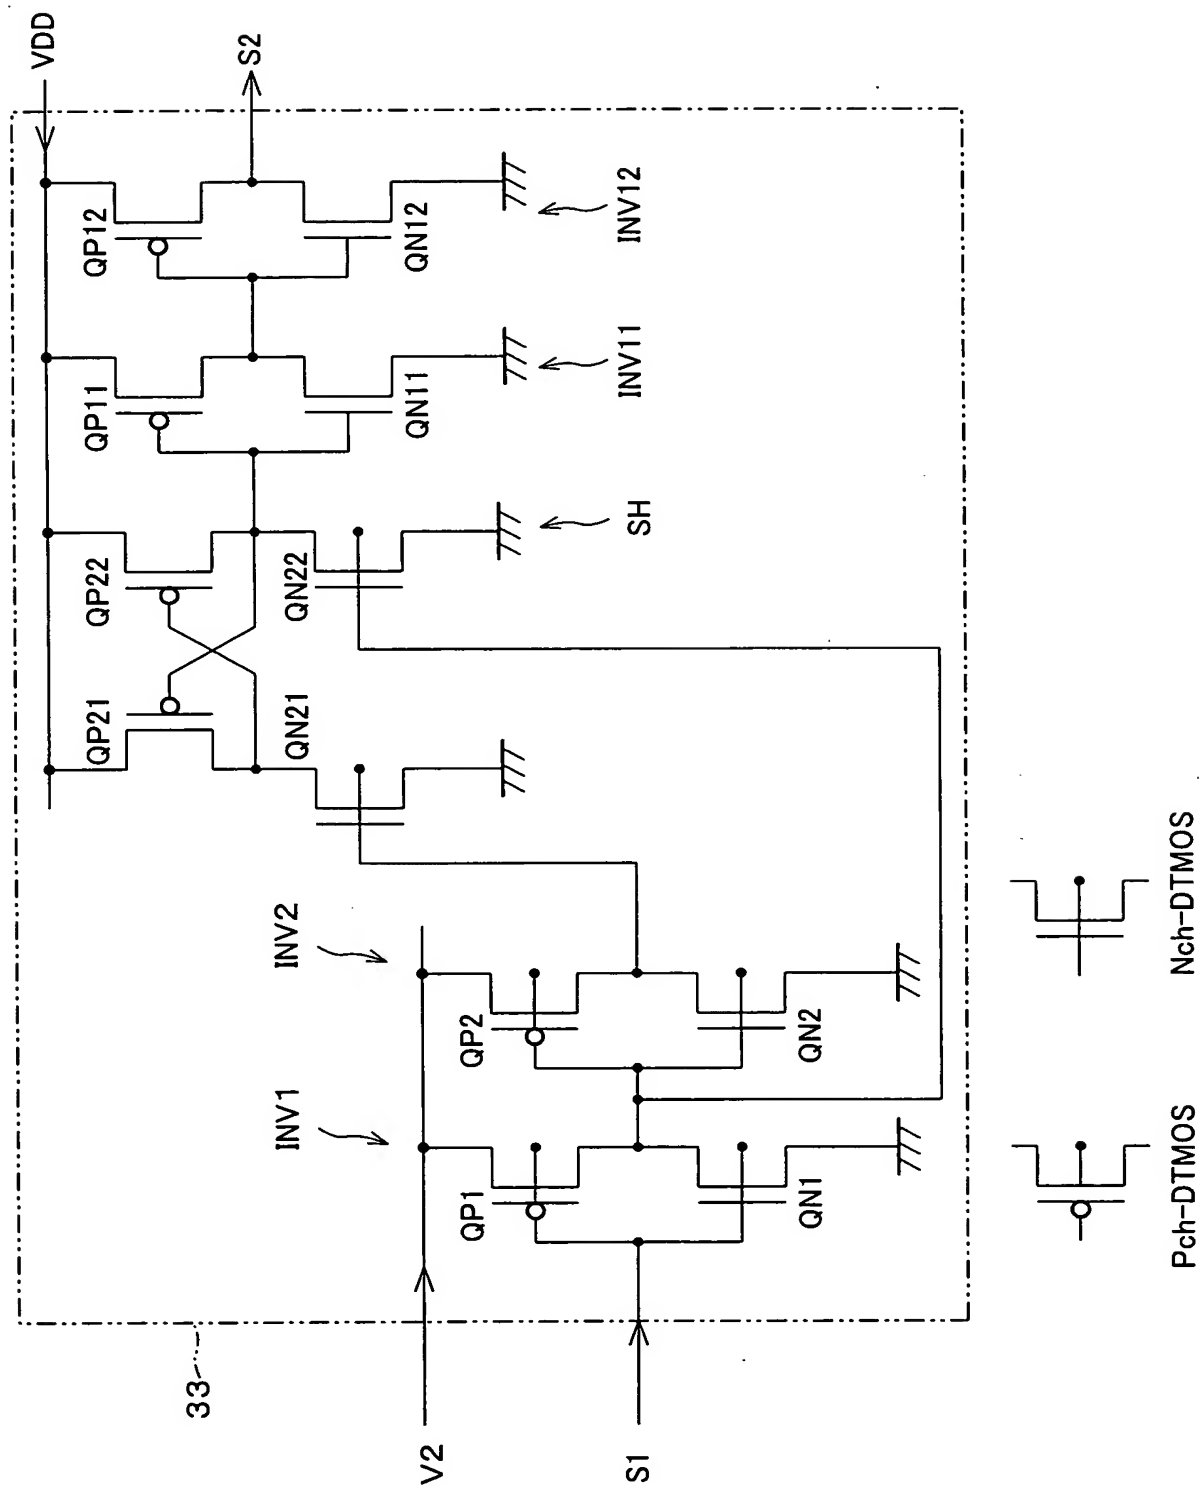 VDD
S2
QP12
QN12
INV12
QP11
QN11
INV11
QP22
QN22
SH
QP21
QN21
INV2
QP2
QN2
INV1
QP1
QN1
33
V2
S1
Nch-DTMOS
Pch-DTMOS